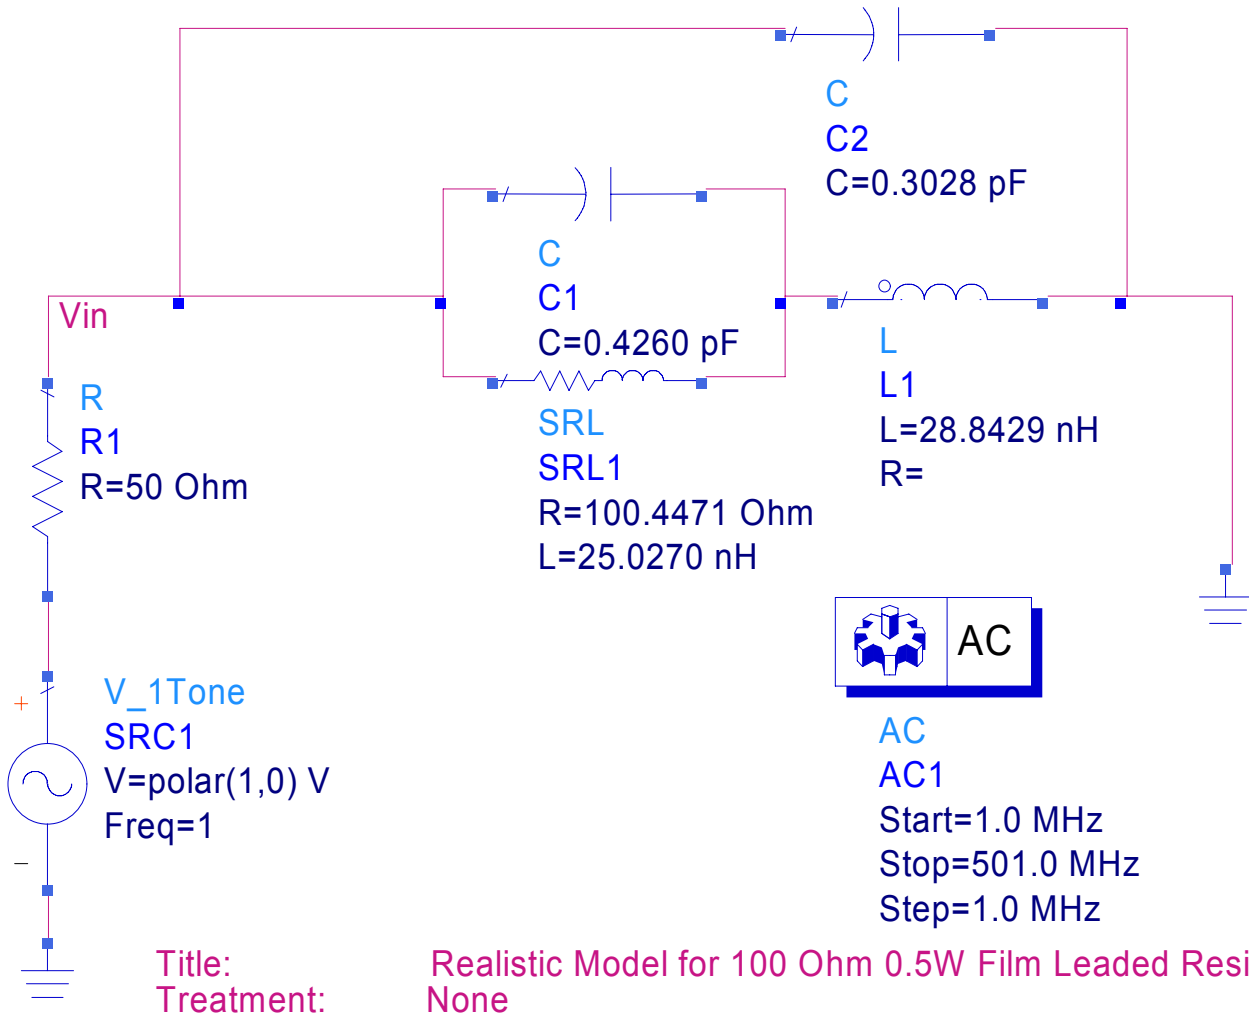 C
C2
C=0.3028 pF
C
C1
C=0.4260 pF
Vin
R
R1
R=50 Ohm
SRL
SRL1
R=100.4471 Ohm
L=25.0270 nH
L
L1
L=28.8429 nH
R=
AC
V_1Tone
SRC1
V=polar(1,0) V
Freq=1
+
–
AC
AC1
Start=1.0 MHz
Stop=501.0 MHz
Step=1.0 MHz
Title: Realistic Model for 100 Ohm 0.5W Film Leaded Resi
Treatment: None